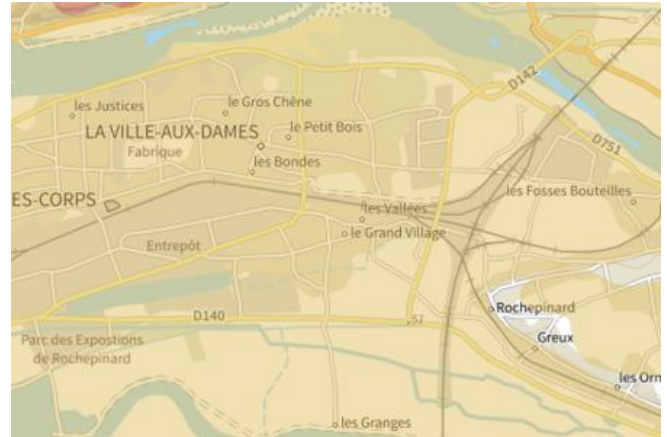 D142
les Justices
le Gros Chêne
le Petit Bois
LA VILLE-AUX-DAMES
Fabrique
D751
les Bondes
ES-CORPS
les Fosses Bouteilles
les Vallées
le Grand Village
Entrepôt
Rochepinard
D140
51
Parc des Expostions
de Rochepinard
Greux
les Orm
les Granges